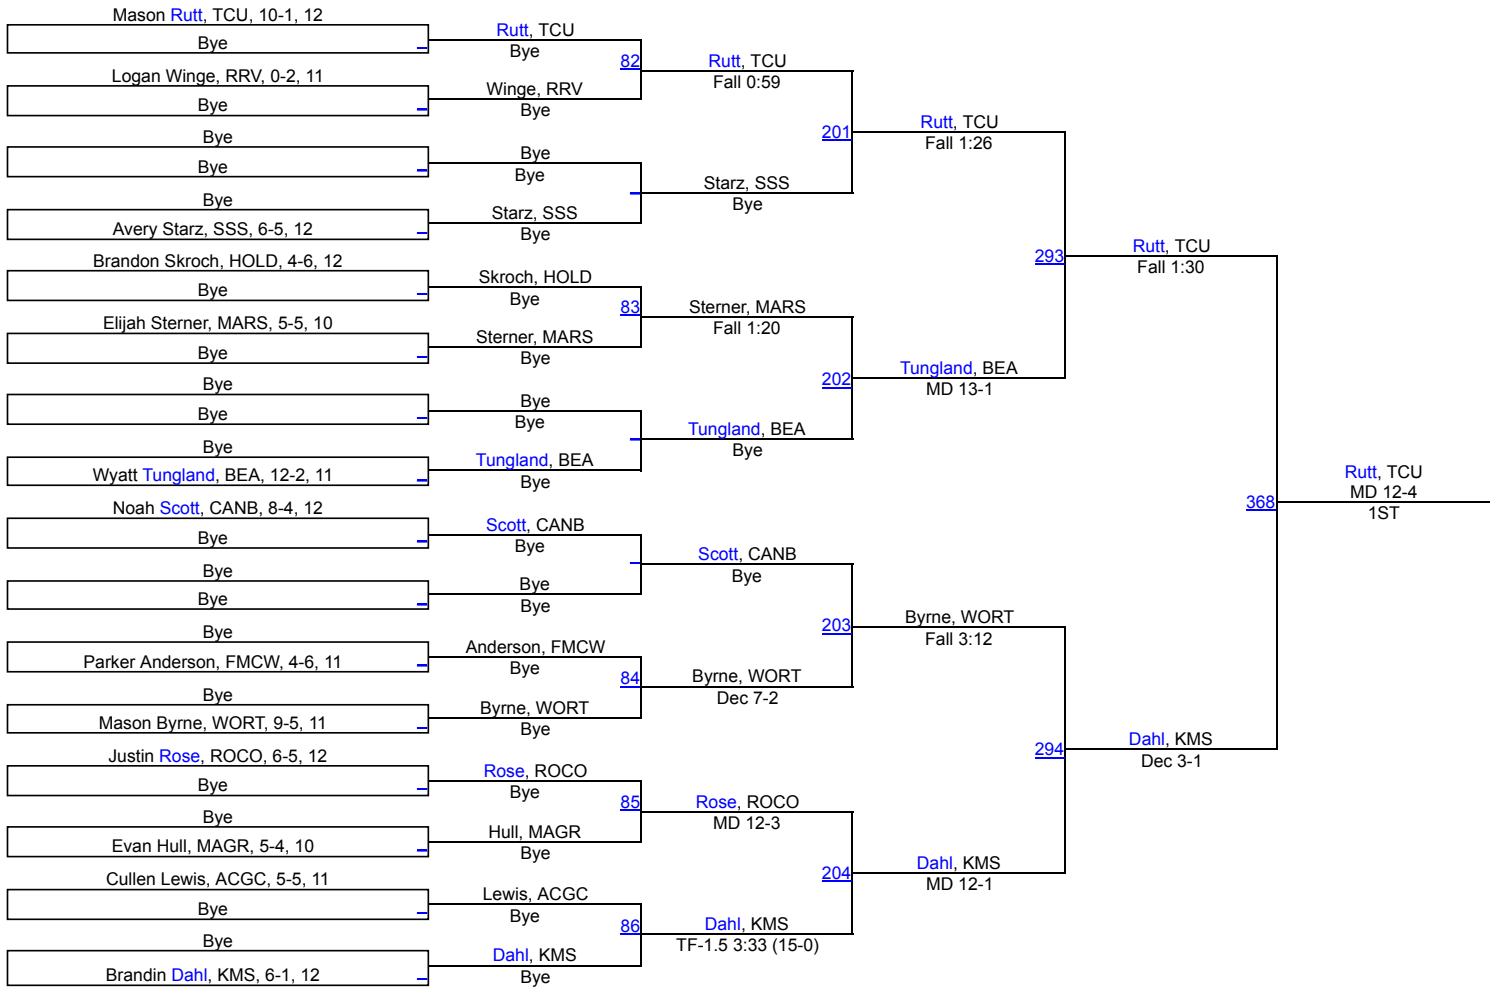 Mason Rutt, TCU, 10-1, 12
Bye
Logan Winge, RRV, 0-2, 11
Bye
Bye
Bye
Bye
Avery Starz, SSS, 6-5, 12
Brandon Skroch, HOLD, 4-6, 12
Bye
Elijah Sterner, MARS, 5-5, 10
Bye
Bye
Bye
Bye
Wyatt Tungland, BEA, 12-2, 11
Noah Scott, CANB, 8-4, 12
Bye
Bye
Bye
Bye
Parker Anderson, FMCW, 4-6, 11
Bye
Mason Byrne, WORT, 9-5, 11
Justin Rose, ROCO, 6-5, 12
Bye
Bye
Evan Hull, MAGR, 5-4, 10
Cullen Lewis, ACGC, 5-5, 11
Bye
Bye
Brandin Dahl, KMS, 6-1, 12
Rutt, TCU
Bye
82
Winge, RRV
Bye
Bye
Bye
Starz, SSS
Bye
Skroch, HOLD
Bye
83
Sterner, MARS
Bye
Bye
Bye
Tungland, BEA
Bye
Scott, CANB
Bye
Bye
Bye
Anderson, FMCW
Bye
84
Byrne, WORT
Bye
Rose, ROCO
Bye
85
Hull, MAGR
Bye
Lewis, ACGC
Bye
86
Dahl, KMS
Bye
Rutt, TCU
Fall 0:59
201
Starz, SSS
Bye
Sterner, MARS
Fall 1:20
202
Tungland, BEA
Bye
Scott, CANB
Bye
203
Byrne, WORT
Dec 7-2
Rose, ROCO
MD 12-3
204
Dahl, KMS
TF-1.5 3:33 (15-0)
Rutt, TCU
Fall 1:26
293
Tungland, BEA
MD 13-1
Byrne, WORT
Fall 3:12
294
Dahl, KMS
MD 12-1
Rutt, TCU
Fall 1:30
368
Dahl, KMS
Dec 3-1
Rutt, TCU
MD 12-4
1ST